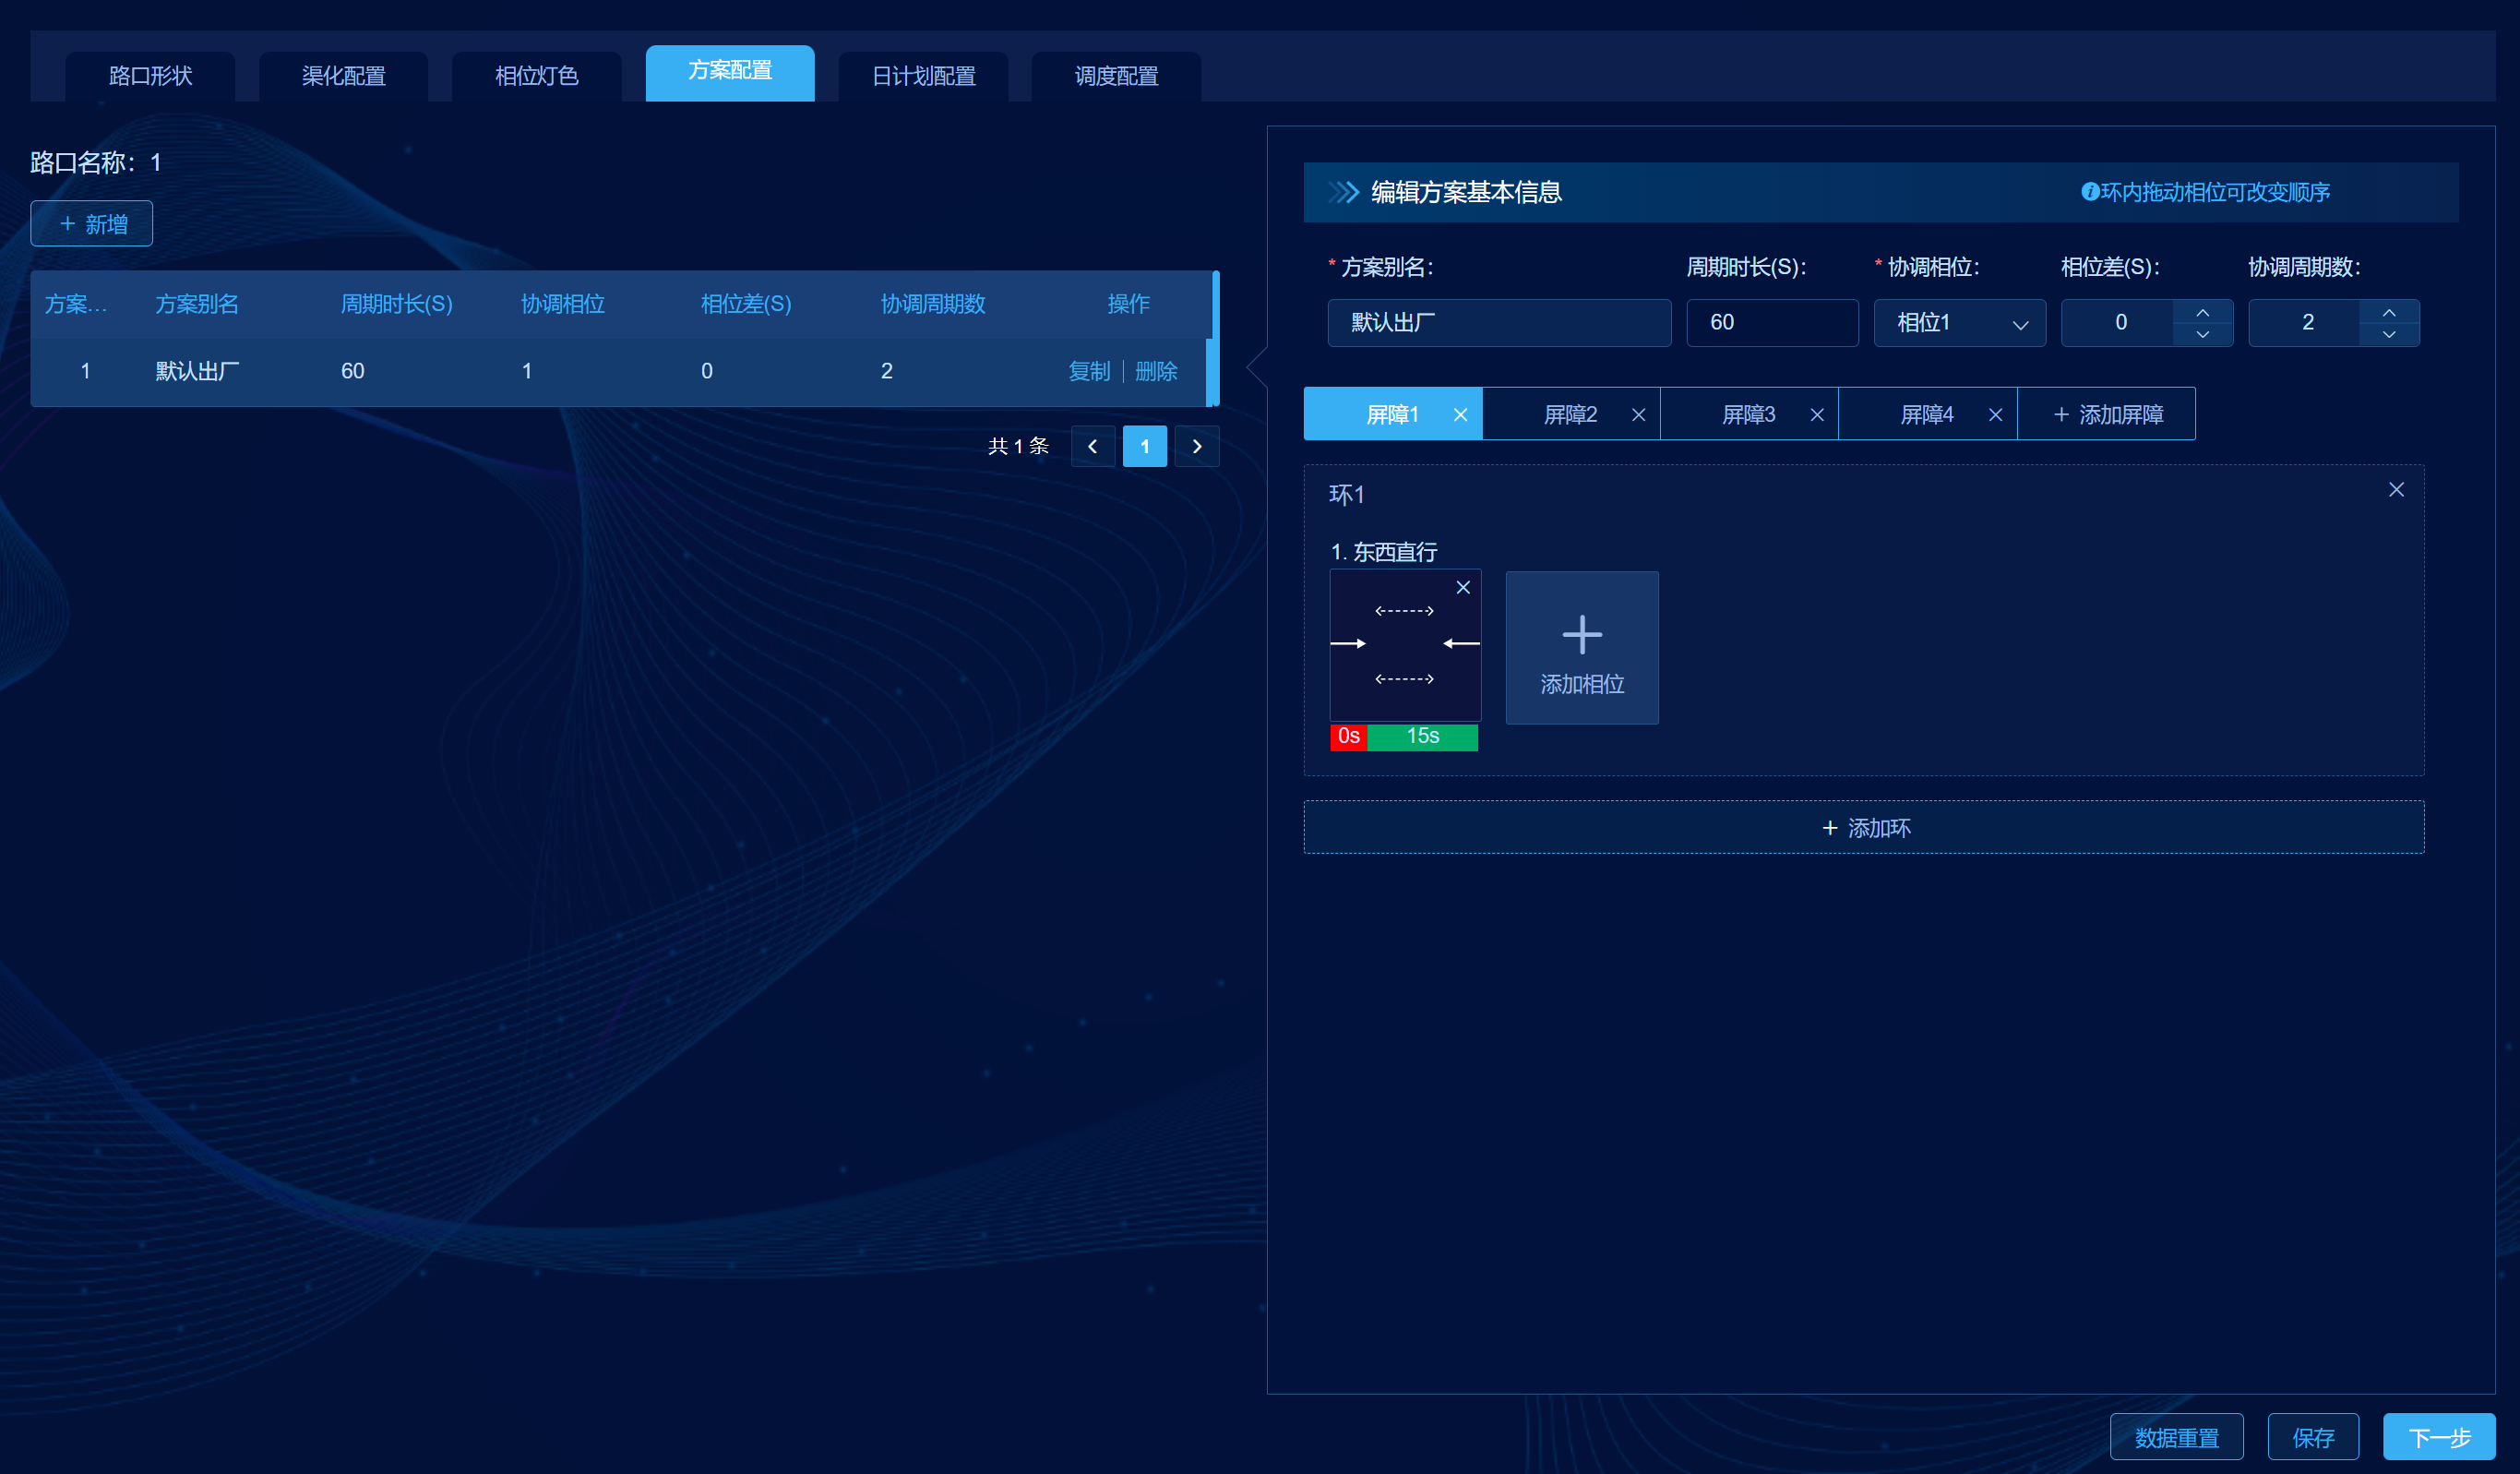 路口形状 渠化配置 相位灯色 方案配置 日计划配置 调度配置
路口名称：1
+ 新增
方案... 方案别名 周期时长(S) 协调相位 相位差(S) 协调周期数 操作
1 默认出厂 60 1 0 2 复制 删除
共 1 条 1
编辑方案基本信息 环内拖动相位可改变顺序
* 方案别名： 周期时长(S)： * 协调相位： 相位差(S)： 协调周期数：
默认出厂 60 相位1 0 2
屏障1 屏障2 屏障3 屏障4 + 添加屏障
环1
1. 东西直行
添加相位
0s 15s
+ 添加环
数据重置 保存 下一步